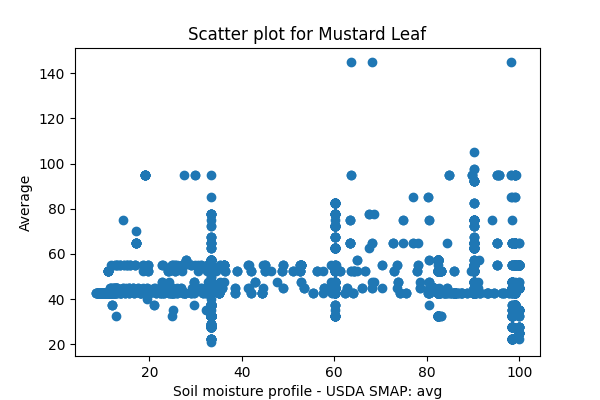 Scatter plot for Mustard Leaf
140
120
100
80
60
40
20
Average
20 40 60 80 100
Soil moisture profile - USDA SMAP: avg